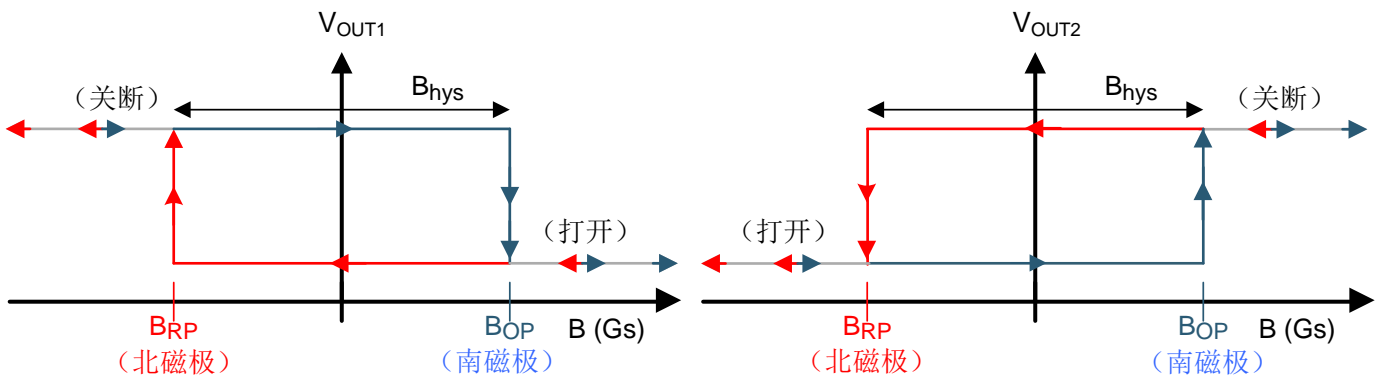 VOUT1
Bhys
（关断）
（打开）
BRP
BOP
B (Gs)
（北磁极）
（南磁极）
VOUT2
Bhys
（关断）
（打开）
BRP
BOP
B (Gs)
（北磁极）
（南磁极）